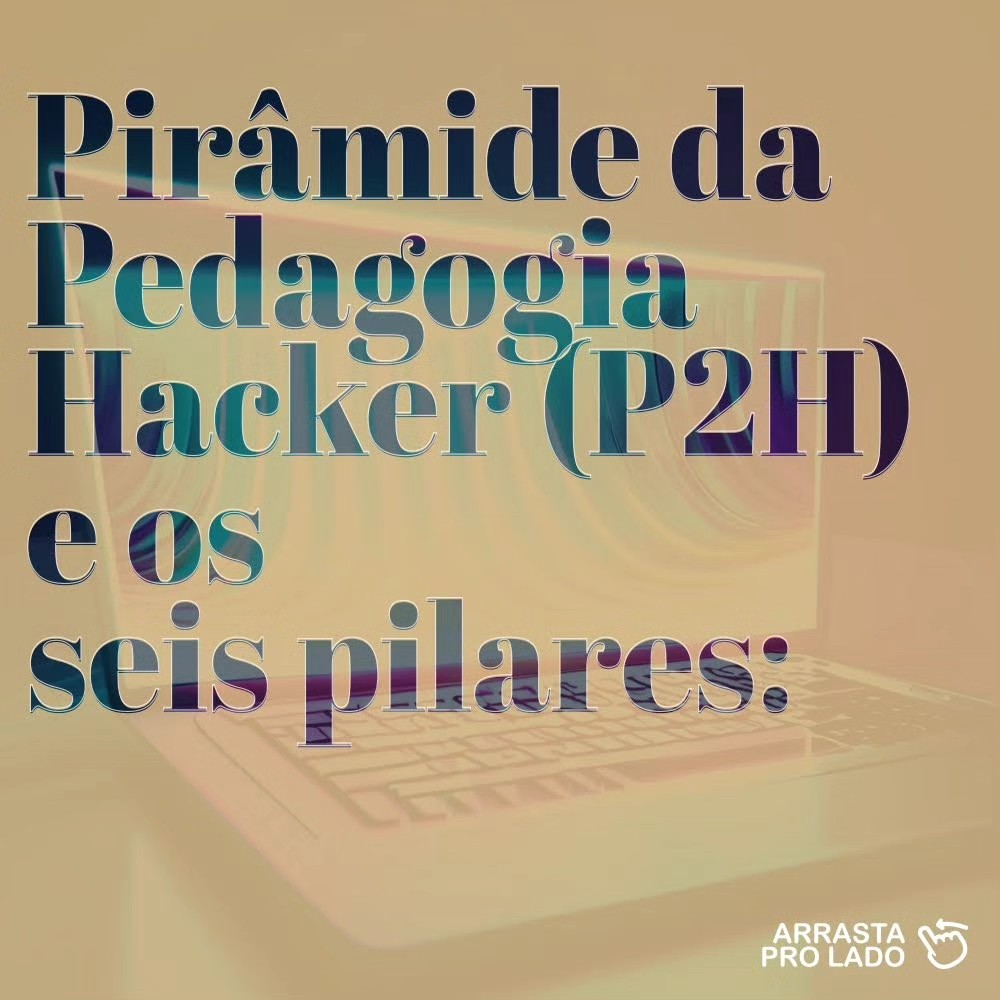 Pirâmide da
Pedagogia
Hacker (P2H)
e os
seis pilares:
ARRASTA
PRO LADO